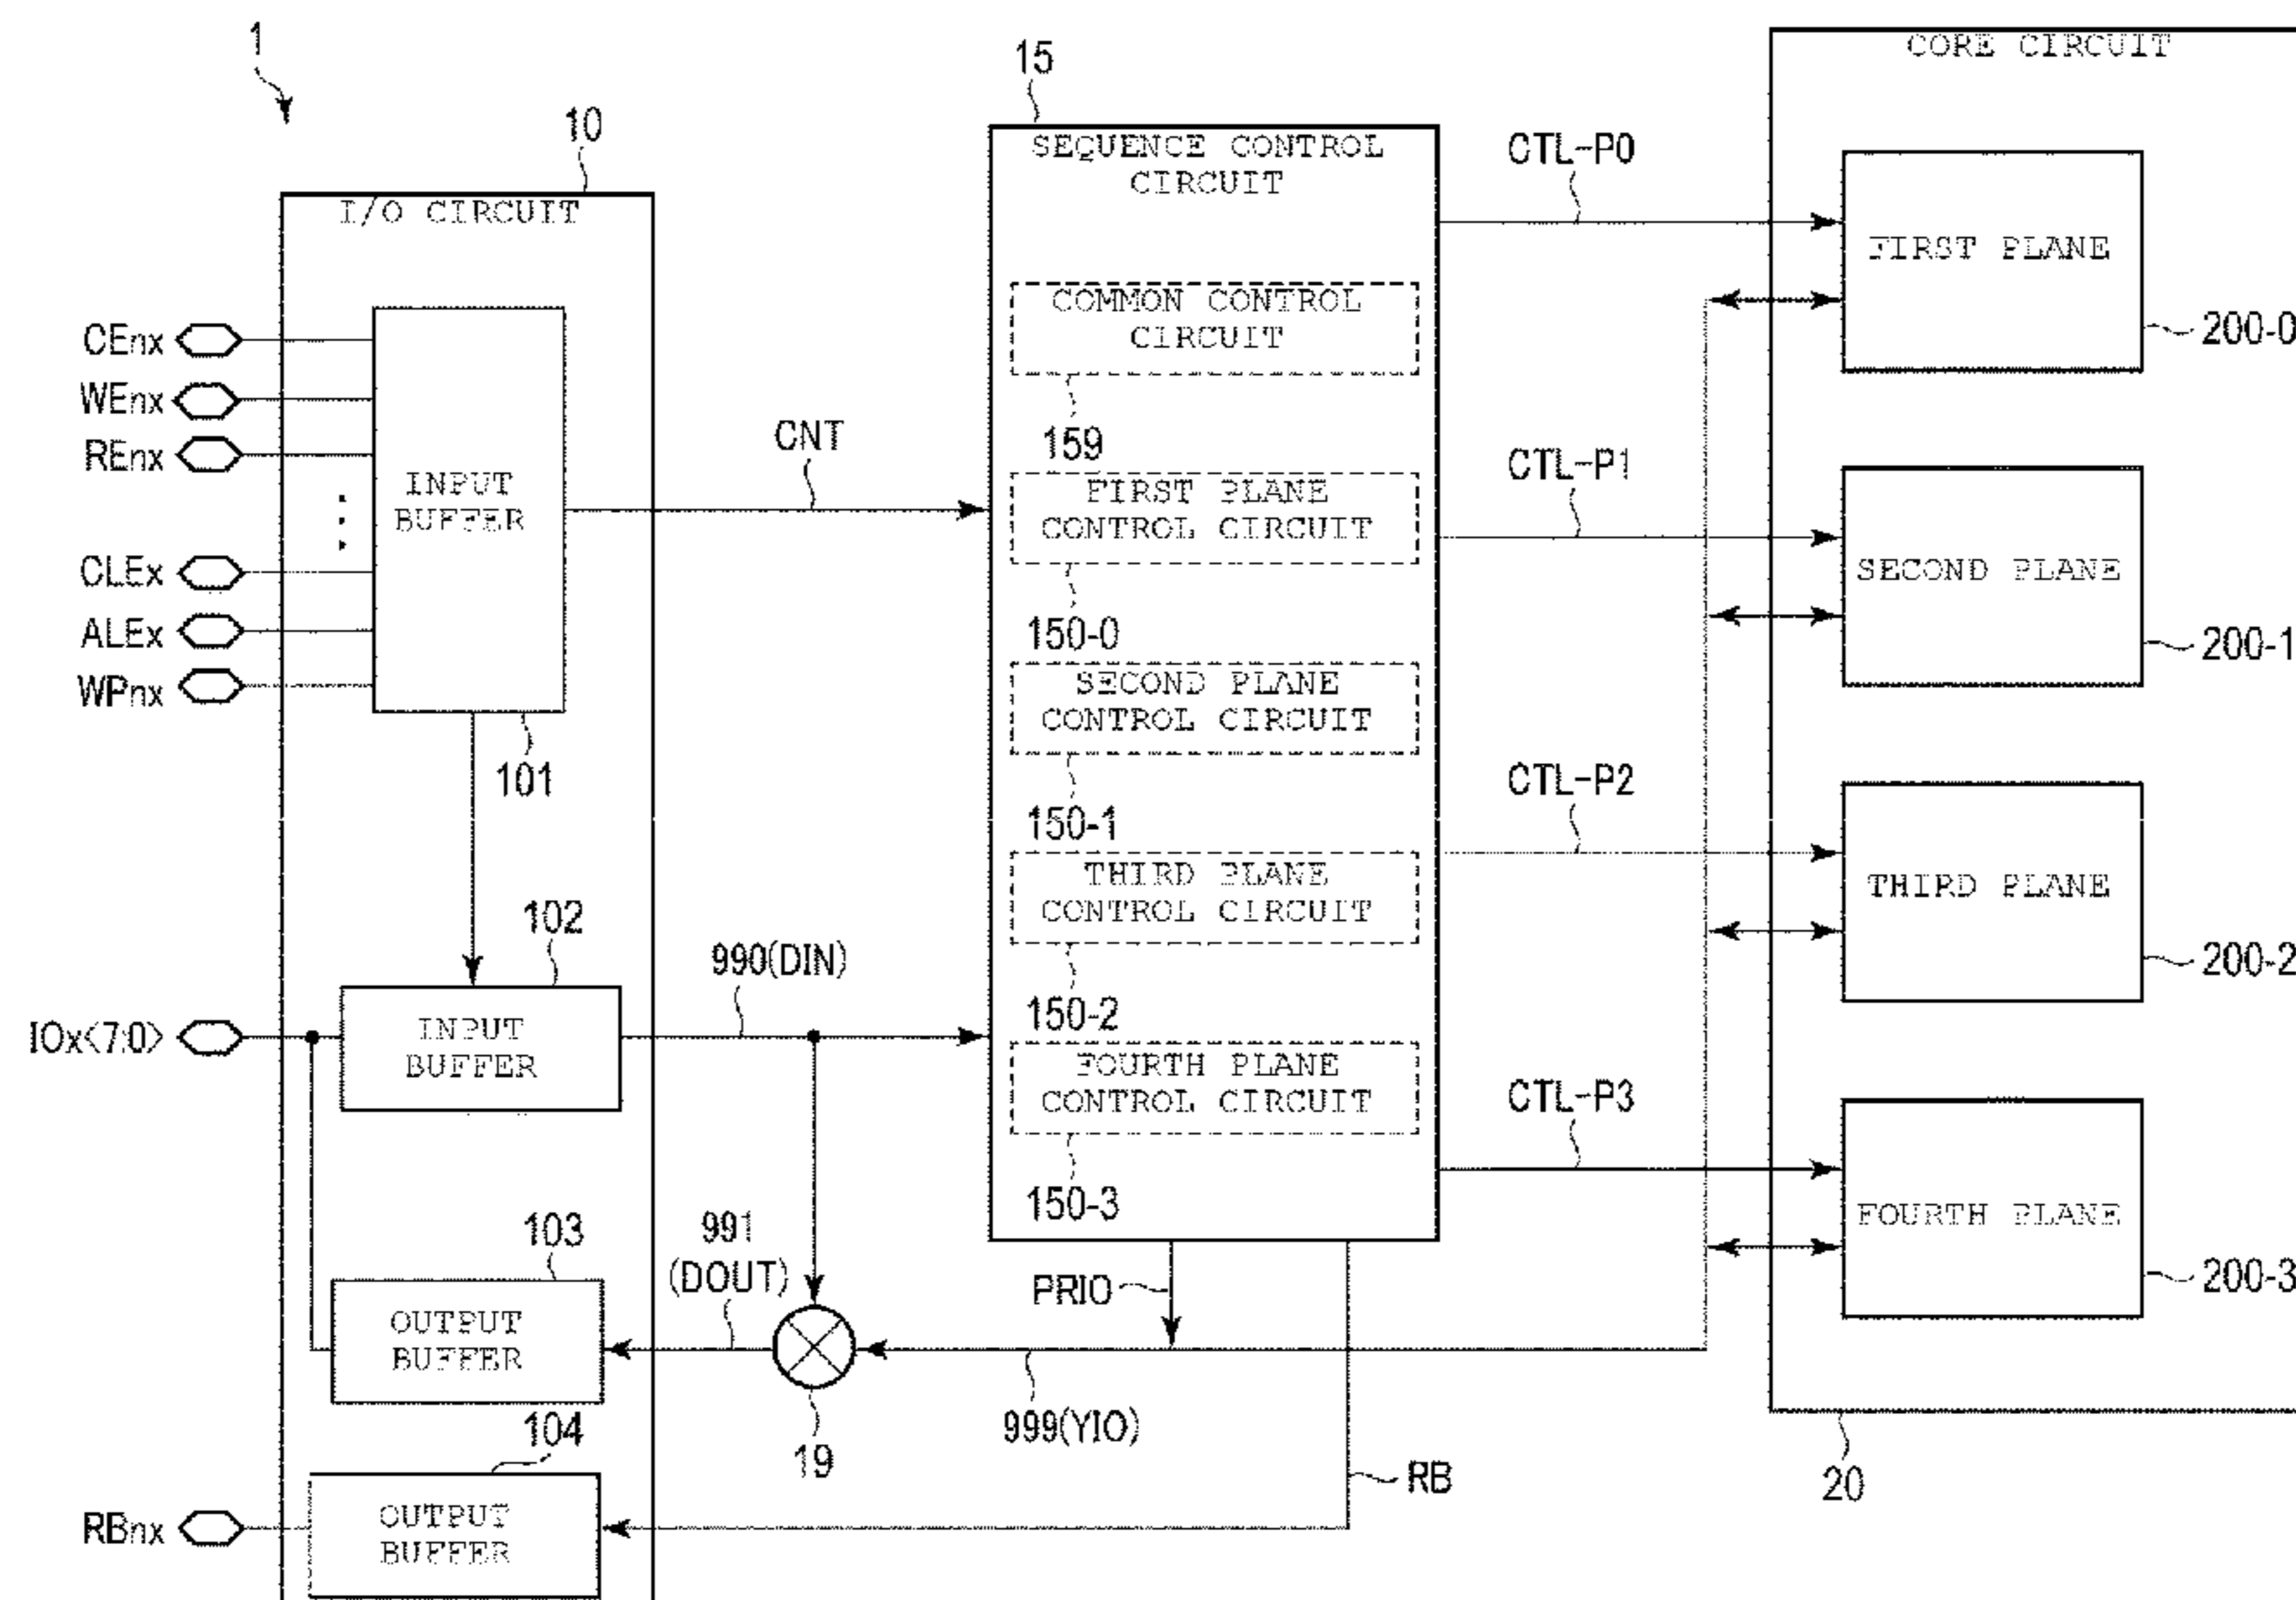 1
10
I/O CIRCUIT
CEnx
WEnx
REnx
CLEx
ALEx
WPnx
INPUT
BUFFER
101
CNT
102
IOx<7:0>
INPUT
BUFFER
990(DIN)
103
OUTPUT
BUFFER
991
(DOUT)
19
104
RBnx
OUTPUT
BUFFER
15
SEQUENCE CONTROL
CIRCUIT
COMMON CONTROL
CIRCUIT
159
FIRST PLANE
CONTROL CIRCUIT
150-0
SECOND PLANE
CONTROL CIRCUIT
150-1
THIRD PLANE
CONTROL CIRCUIT
150-2
FOURTH PLANE
CONTROL CIRCUIT
150-3
PRIO
999(YIO)
RB
CTL-P0
CTL-P1
CTL-P2
CTL-P3
CORE CIRCUIT
FIRST PLANE
200-0
SECOND PLANE
200-1
THIRD PLANE
200-2
FOURTH PLANE
200-3
20